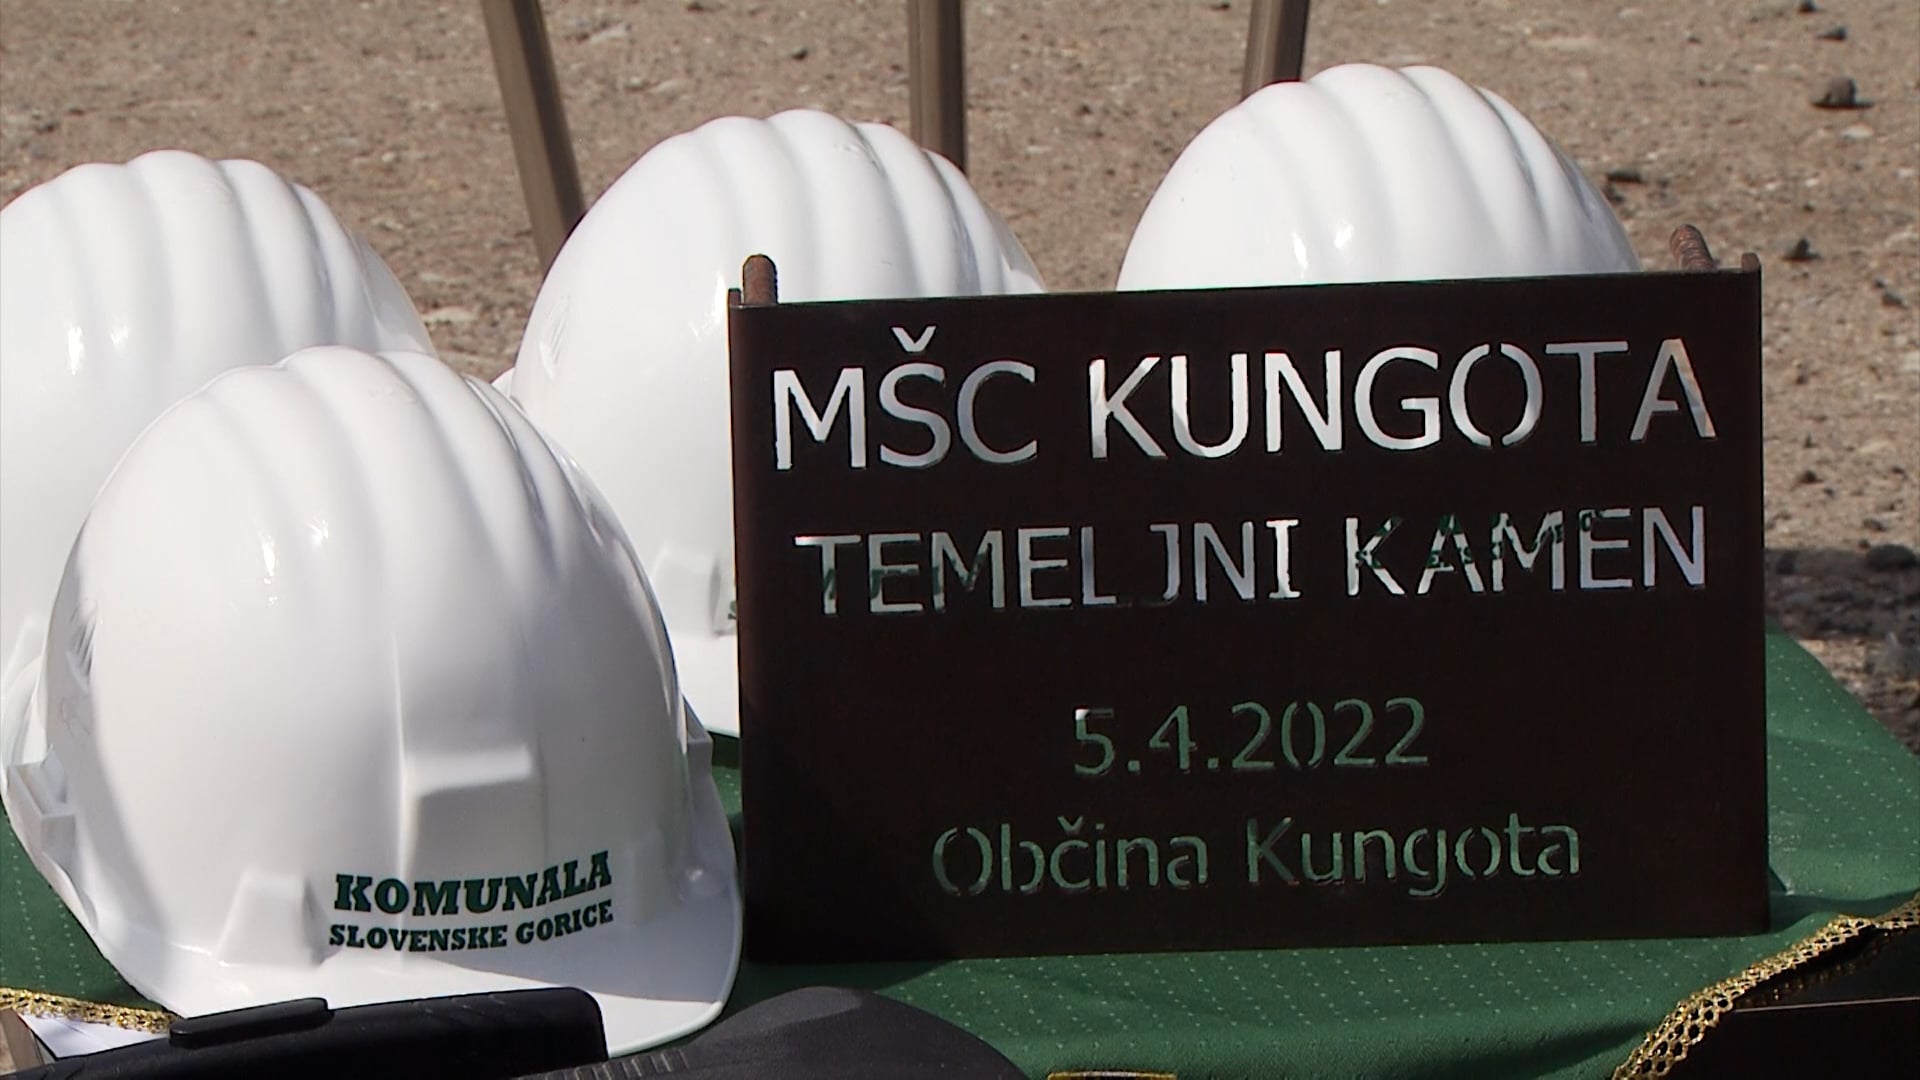 MŠC KUNGOTA
TEMELJNI KAMEN
5.4.2022
Občina Kungota
KOMUNALA
SLOVENSKE GORICE